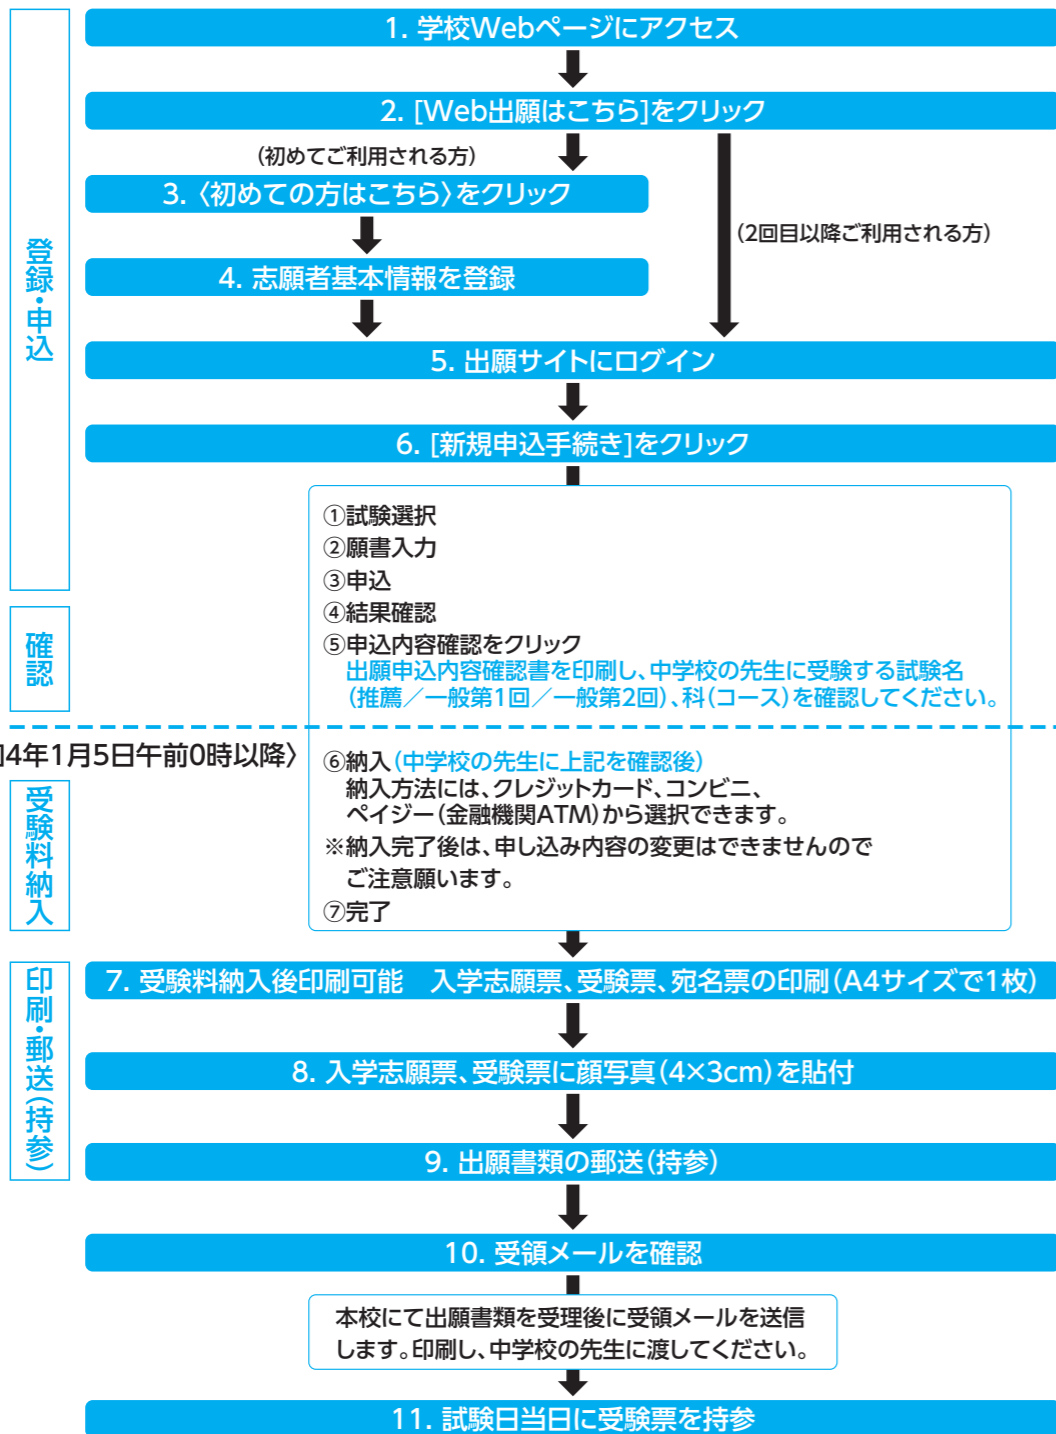 登録・申込
1. 学校Webページにアクセス
2. [Web出願はこちら]をクリック
(初めてご利用される方)
3. 〈初めての方はこちら〉をクリック
(2回目以降ご利用される方)
4. 志願者基本情報を登録
5. 出願サイトにログイン
6. [新規申込手続き]をクリック
①試験選択
②願書入力
③申込
確認
④結果確認
⑤申込内容確認をクリック
出願申込内容確認書を印刷し、中学校の先生に受験する試験名
(推薦／一般第1回／一般第2回)、科(コース)を確認してください。
4年1月5日午前0時以降〉
受験料納入
⑥納入(中学校の先生に上記を確認後)
納入方法には、クレジットカード、コンビニ、
ペイジー(金融機関ATM)から選択できます。
※納入完了後は、申し込み内容の変更はできませんので
ご注意願います。
⑦完了
印刷・郵送(持参)
7. 受験料納入後印刷可能　入学志願票、受験票、宛名票の印刷(A4サイズで1枚)
8. 入学志願票、受験票に顔写真(4×3cm)を貼付
9. 出願書類の郵送(持参)
10. 受領メールを確認
本校にて出願書類を受理後に受領メールを送信
します。印刷し、中学校の先生に渡してください。
11. 試験日当日に受験票を持参